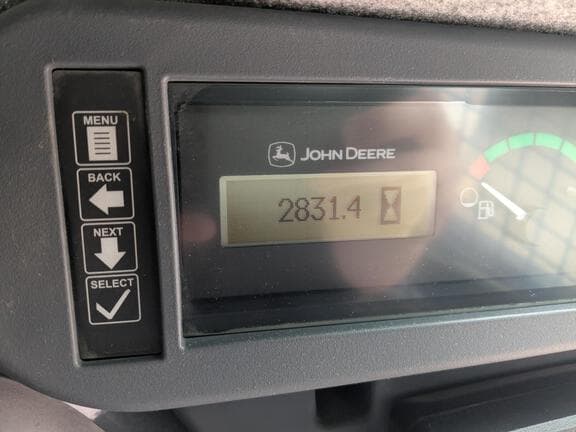 MENU
BACK
NEXT
SELECT
JOHN DEERE
2831.4